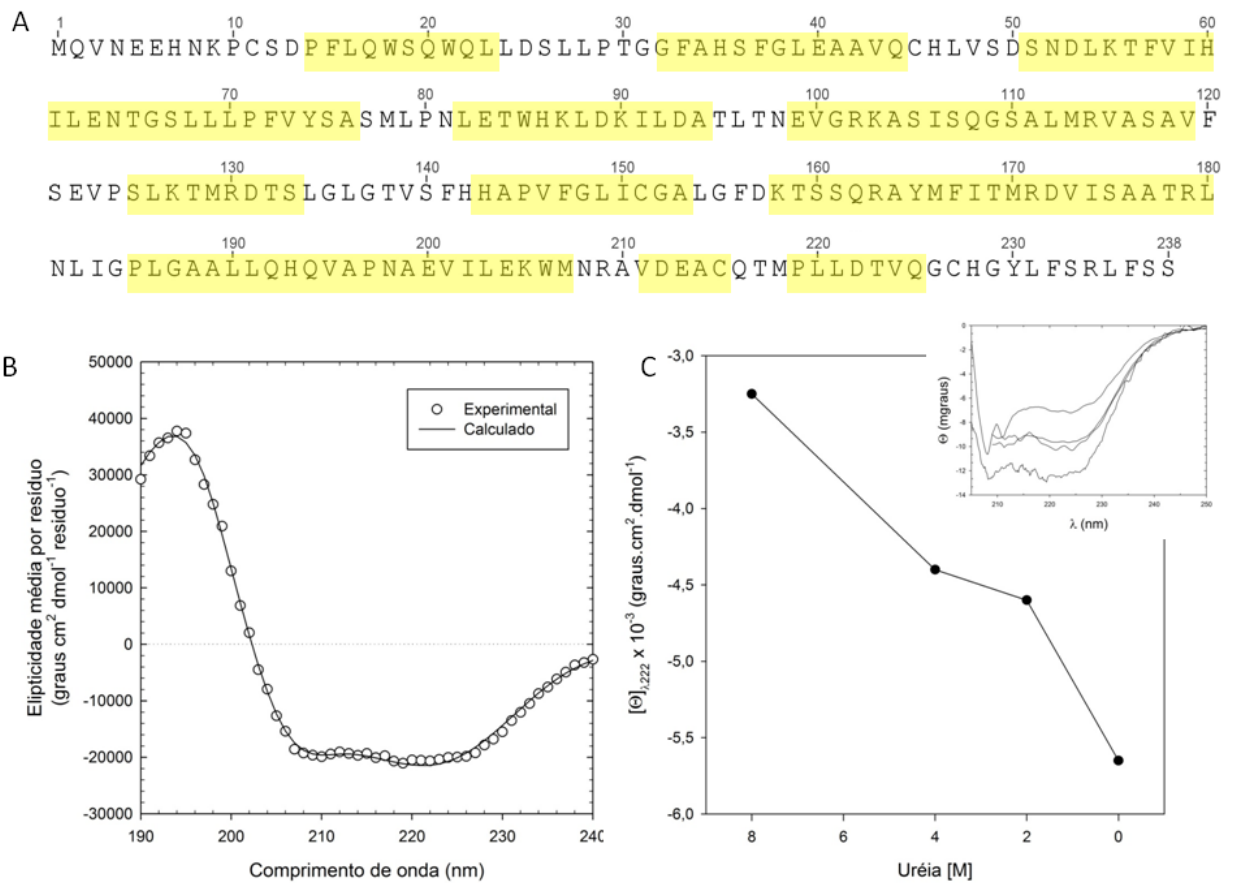 A
1 10 20 30 40 50 60
MQVNEEHNKPCSDPFLQWSQWQLLDSLLPTGGFAHSFGLEAAVQCHLVSDSNDLKTFVIH
70 80 90 100 110 120
ILENTGSLLLPFVYSASMLPNLETWHKLDKILDATLTNEVGRKASISQGSALMRVASAVF
130 140 150 160 170 180
SEVPSLKTMRDTSLGLGTVSFHHAPVFGLICGALGFDKTSSQRAYMFITMRDVISAATRL
190 200 210 220 230 238
NLIGPLGAALLQHQVAPNAEVILEKWMNRAVDEACQTMPLLDTVQGCHGYLFSRLFSS
B
50000
40000
30000
20000
10000
0
-10000
-20000
-30000
190 200 210 220 230 240
Elipticidade média por resíduo
(graus cm² dmol⁻¹ residuo⁻¹)
Comprimento de onda (nm)
Experimental
Calculado
C
-3,0
-3,5
-4,0
-4,5
-5,0
-5,5
-6,0
8 6 4 2 0
[Θ]λ222 x 10⁻³ (graus.cm².dmol⁻¹)
Uréia [M]
0
-2
-4
-6
-8
-10
-12
-14
210 220 230 240 250
Θ (mgraus)
λ (nm)